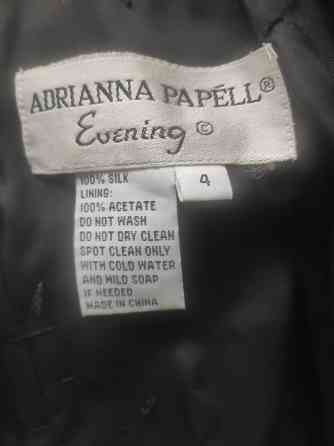 ADRIANNA PAPÉLL®
Evening ©
100% SILK
LINING:
100% ACETATE
DO NOT WASH
DO NOT DRY CLEAN
SPOT CLEAN ONLY
WITH COLD WATER
AND MILD SOAP
IF NEEDED
MADE IN CHINA
4